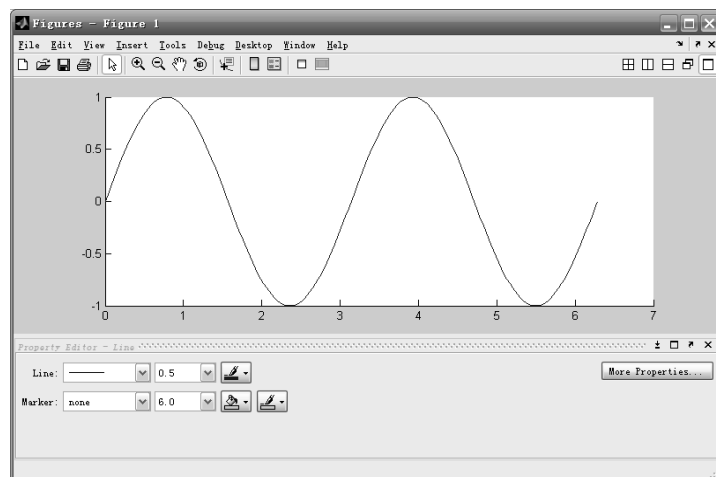 Figures - Figure 1
File Edit View Insert Tools Debug Desktop Window Help
1
0.5
0
-0.5
-1
0 1 2 3 4 5 6 7
Property Editor - Line
Line: 0.5
More Properties...
Marker: none 6.0